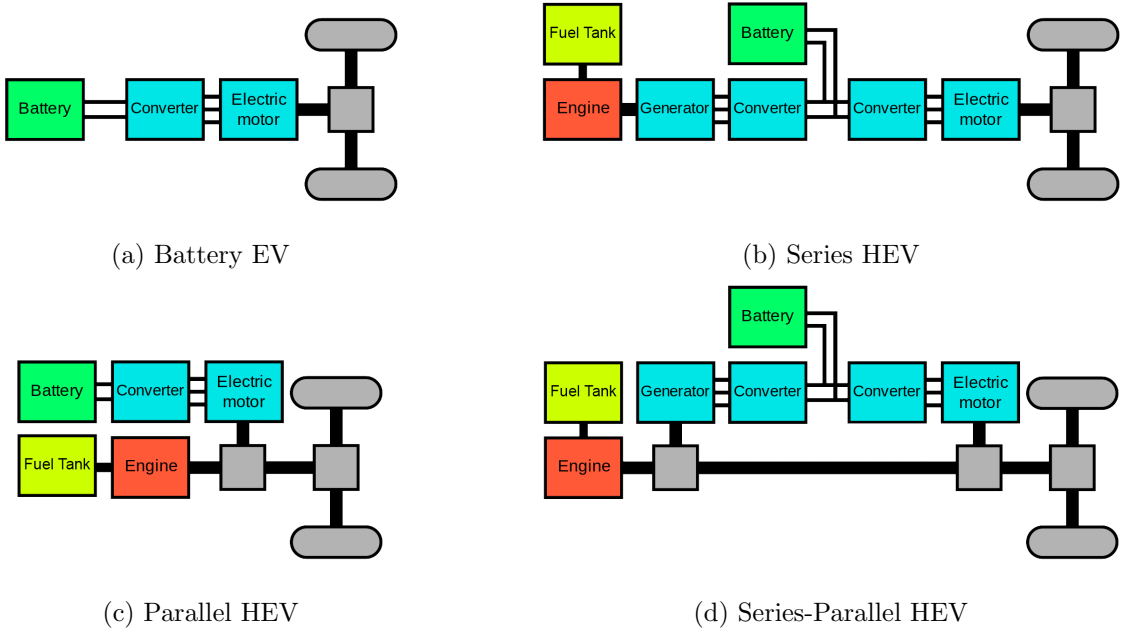 Battery
Converter
Electric
motor
(a) Battery EV
Fuel Tank
Battery
Engine
Generator
Converter
Converter
Electric
motor
(b) Series HEV
Battery
Converter
Electric
motor
Fuel Tank
Engine
(c) Parallel HEV
Battery
Fuel Tank
Generator
Converter
Converter
Electric
motor
Engine
(d) Series-Parallel HEV